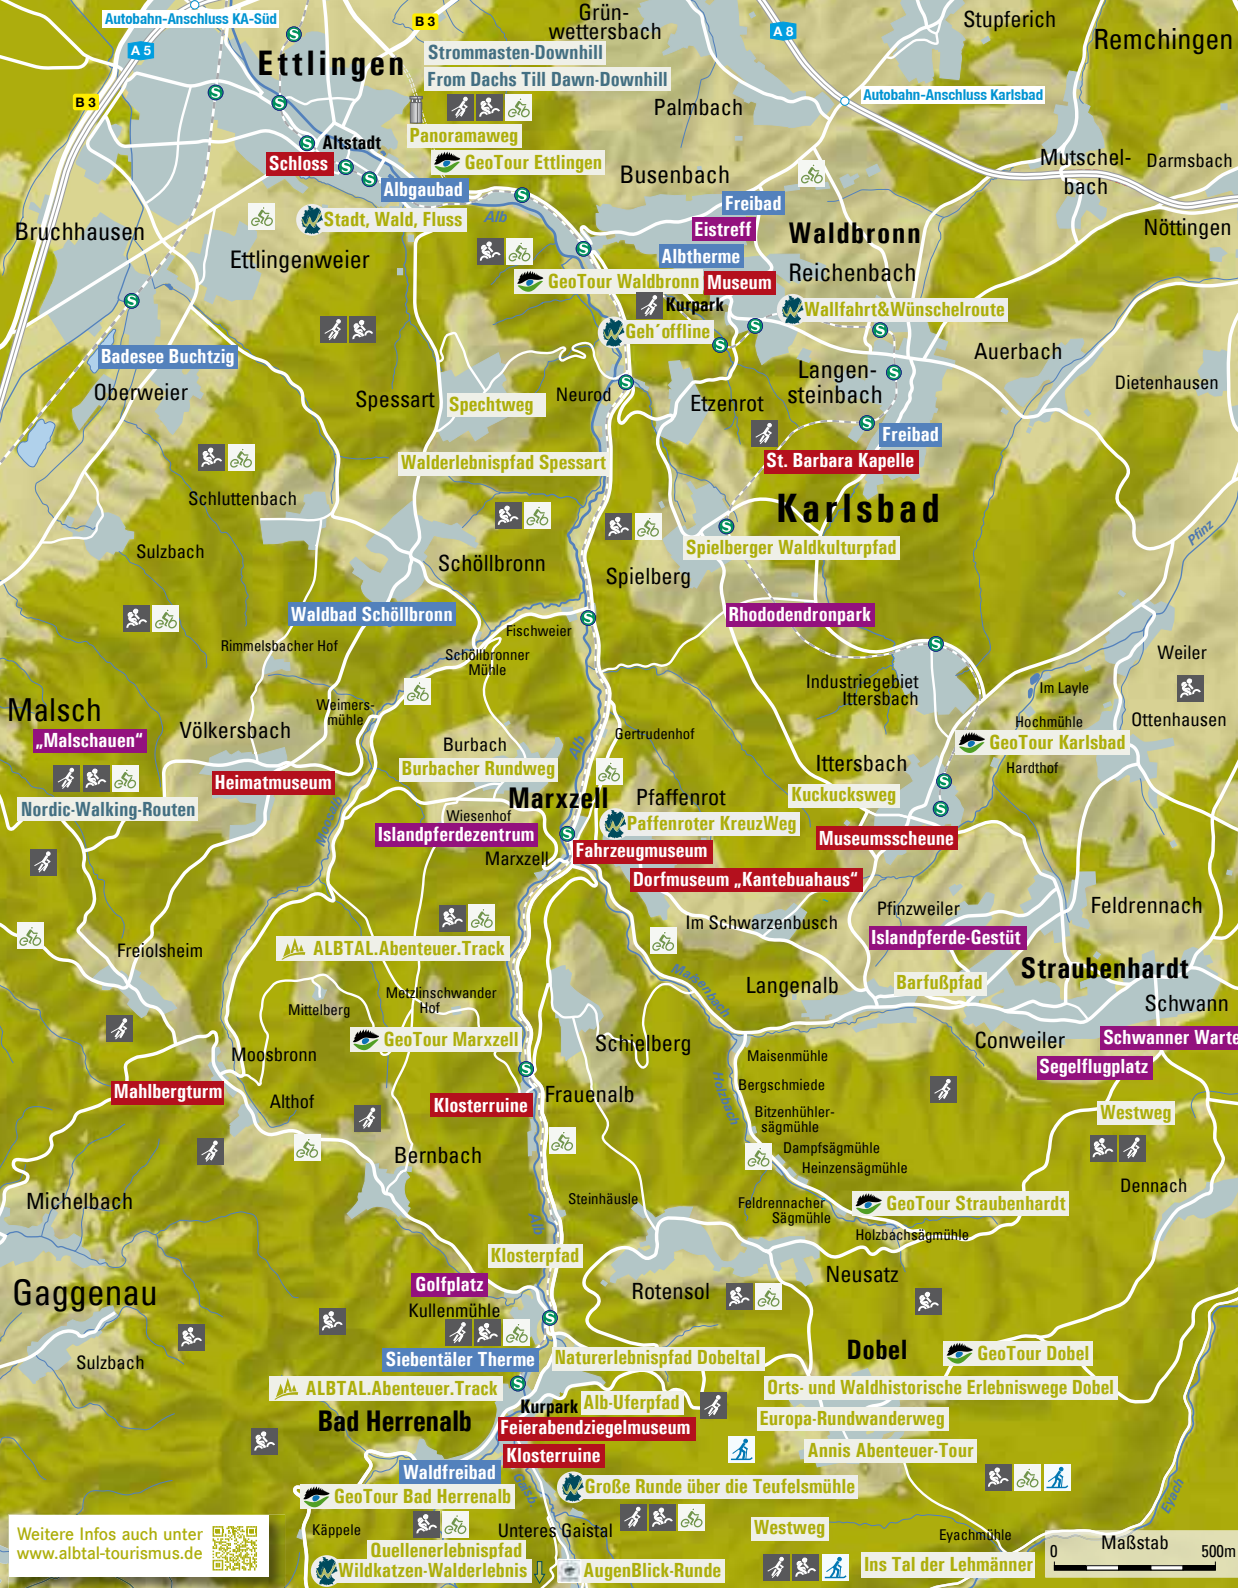 Autobahn-Anschluss KA-Süd
B 3
Grün-
wettersbach
A 8
Stupferich
Remchingen
A 5
Ettlingen
Strommasten-Downhill
From Dachs Till Dawn-Downhill
B 3
Palmbach
Autobahn-Anschluss Karlsbad
Panoramaweg
Altstadt
Schloss
GeoTour Ettlingen
Mutschel-
bach
Darmsbach
Busenbach
Albgaubad
Freibad
Alb
Stadt, Wald, Fluss
Eistreff
Waldbronn
Nöttingen
Bruchhausen
Ettlingenweier
Albtherme
Reichenbach
GeoTour Waldbronn
Museum
Kurpark
Wallfahrt&Wünschelroute
Geh´offline
Badesee Buchtzig
Oberweier
Auerbach
Langen-
steinbach
Dietenhausen
Spessart
Spechtweg
Neurod
Etzenrot
Freibad
St. Barbara Kapelle
Walderlebnispfad Spessart
Schluttenbach
Karlsbad
Pfinz
Sulzbach
Schöllbronn
Spielberger Waldkulturpfad
Spielberg
Waldbad Schöllbronn
Rhododendronpark
Fischweier
Rimmelsbacher Hof
Schöllbronner
Mühle
Weiler
Industriegebiet
Ittersbach
Im Layle
Malsch
Weimers-
mühle
Hochmühle
Ottenhausen
„Malschauen“
Völkersbach
Gertrudenhof
Alb
Burbach
GeoTour Karlsbad
Burbacher Rundweg
Ittersbach
Hardthof
Heimatmuseum
Nordic-Walking-Routen
Moosalb
Marxzell
Pfaffenrot
Kuckucksweg
Wiesenhof
Islandpferdezentrum
Paffenroter KreuzWeg
Museumsscheune
Marxzell
Fahrzeugmuseum
Dorfmuseum „Kantebuahaus“
Pfinzweiler
Feldrennach
Im Schwarzenbusch
Islandpferde-Gestüt
Freiolsheim
ALBTAL.Abenteuer.Track
Straubenhardt
Maisenbach
Langenalb
Barfußpfad
Metzlinschwander
Hof
Mittelberg
Schwann
GeoTour Marxzell
Schielberg
Conweiler
Schwanner Warte
Moosbronn
Maisenmühle
Segelflugplatz
Mahlbergturm
Althof
Klosterruine
Frauenalb
Holzbach
Bergschmiede
Bitzenhühler-
sägmühle
Westweg
Bernbach
Dampfsägmühle
Heinzensägmühle
Dennach
Michelbach
Steinhäusle
Feldrennacher
Sägmühle
GeoTour Straubenhardt
Alb
Holzbachsägmühle
Klosterpfad
Gaggenau
Golfplatz
Rotensol
Neusatz
Kullenmühle
Sulzbach
Siebentäler Therme
Naturerlebnispfad Dobeltal
Dobel
GeoTour Dobel
ALBTAL.Abenteuer.Track
Orts- und Waldhistorische Erlebniswege Dobel
Kurpark
Alb-Uferpfad
Bad Herrenalb
Feierabendziegelmuseum
Europa-Rundwanderweg
Klosterruine
Annis Abenteuer-Tour
Waldfreibad
Gaisb
Große Runde über die Teufelsmühle
GeoTour Bad Herrenalb
Eyach
Weitere Infos auch unter
www.albtal-tourismus.de
Käppele
Unteres Gaistal
Westweg
Eyachmühle
Maßstab
0
500m
Quellenerlebnispfad
Wildkatzen-Walderlebnis
AugenBlick-Runde
Ins Tal der Lehmänner